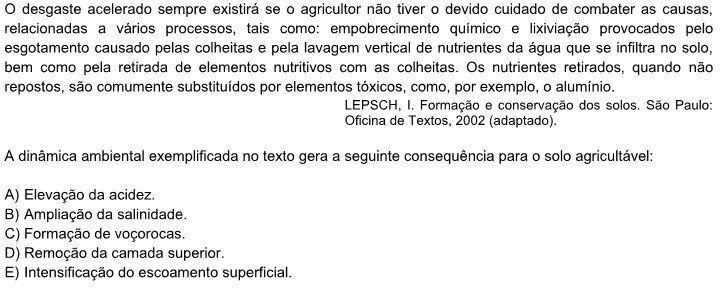 O desgaste acelerado sempre existirá se o agricultor não tiver o devido cuidado de combater as causas,
relacionadas a vários processos, tais como: empobrecimento químico e lixiviação provocados pelo
esgotamento causado pelas colheitas e pela lavagem vertical de nutrientes da água que se infiltra no solo,
bem como pela retirada de elementos nutritivos com as colheitas. Os nutrientes retirados, quando não
repostos, são comumente substituídos por elementos tóxicos, como, por exemplo, o alumínio.
LEPSCH, I. Formação e conservação dos solos. São Paulo:
Oficina de Textos, 2002 (adaptado).
A dinâmica ambiental exemplificada no texto gera a seguinte consequência para o solo agricultável:
A) Elevação da acidez.
B) Ampliação da salinidade.
C) Formação de voçorocas.
D) Remoção da camada superior.
E) Intensificação do escoamento superficial.